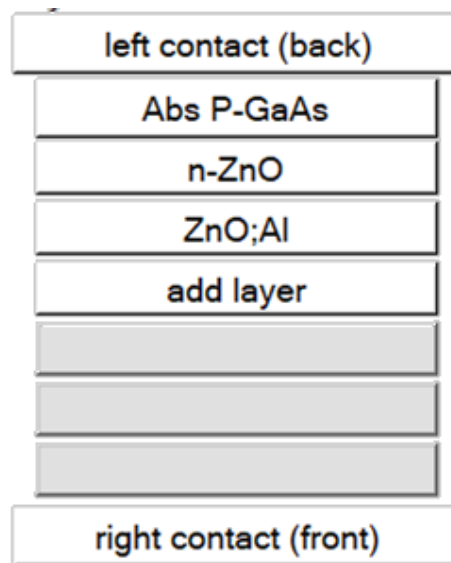 left contact (back)
Abs P-GaAs
n-ZnO
ZnO;Al
add layer
right contact (front)